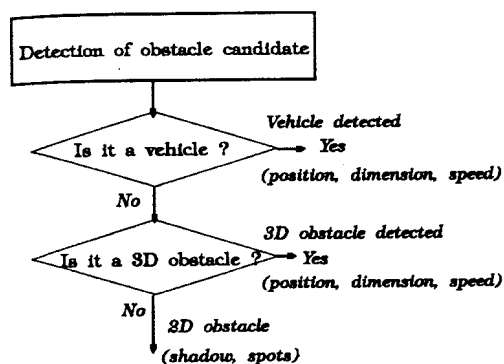 Detection of obstacle candidate
Vehicle detected
Is it a vehicle ?
Yes
(position, dimension, speed)
No
3D obstacle detected
Is it a 3D obstacle ?
Yes
(position, dimension, speed)
No
2D obstacle
(shadow, spots)